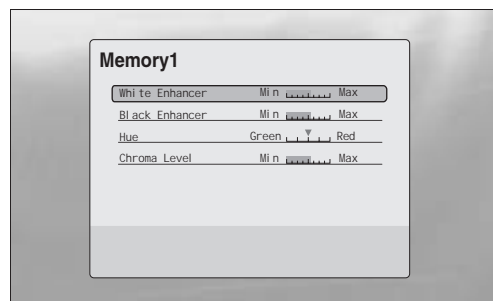 Memory1
White Enhancer Min Max
Black Enhancer Min Max
Hue Green Red
Chroma Level Min Max